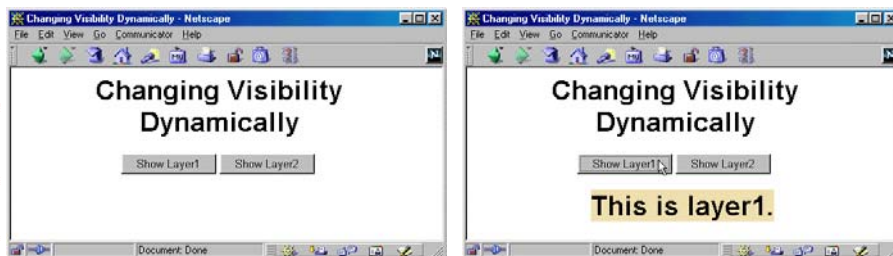 Changing Visibility Dynamically - Netscape
File Edit View Go Communicator Help
My
N
Changing Visibility
Dynamically
Show Layer1 Show Layer2
Document: Done
Changing Visibility Dynamically - Netscape
File Edit View Go Communicator Help
My
N
Changing Visibility
Dynamically
Show Layer1 Show Layer2
This is layer1.
Document: Done